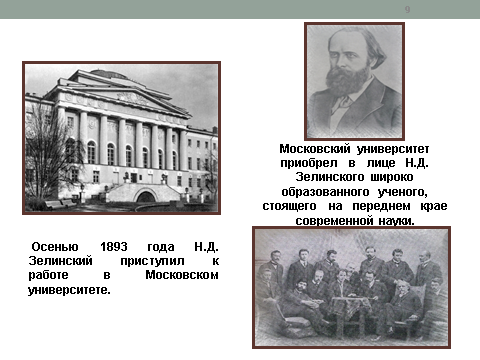 9
Московский университет
приобрел в лице Н.Д.
Зелинского широко
образованного ученого,
стоящего на переднем крае
современной науки.
Осенью 1893 года Н.Д.
Зелинский приступил к
работе в Московском
университете.